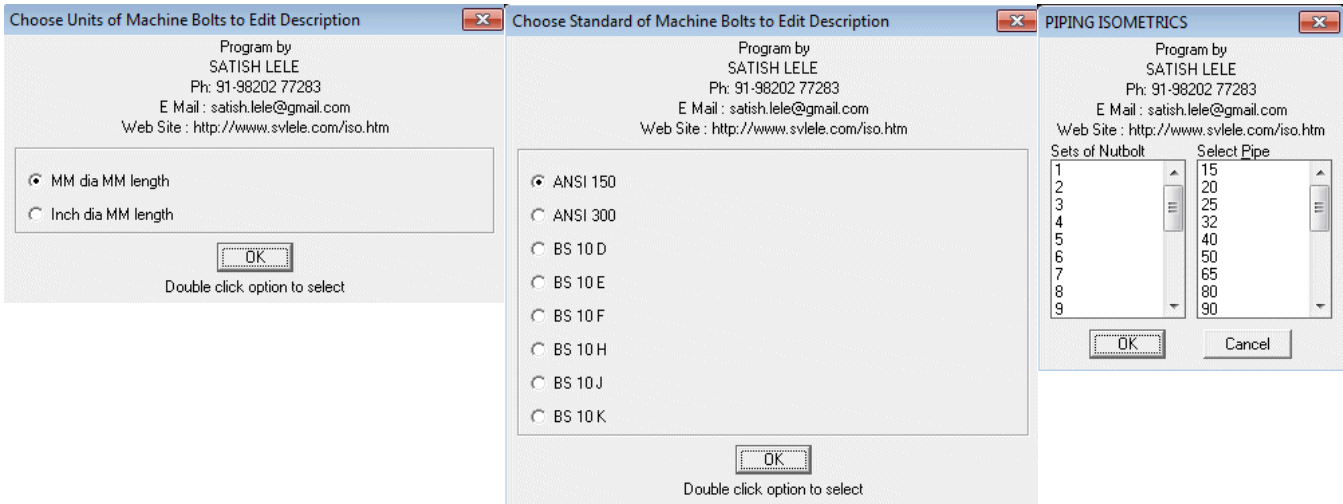 Choose Units of Machine Bolts to Edit Description
Program by
SATISH LELE
Ph: 91-98202 77283
E Mail : satish.lele@gmail.com
Web Site : http://www.svlele.com/iso.htm
MM dia MM length
Inch dia MM length
OK
Double click option to select
Choose Standard of Machine Bolts to Edit Description
Program by
SATISH LELE
Ph: 91-98202 77283
E Mail : satish.lele@gmail.com
Web Site : http://www.svlele.com/iso.htm
ANSI 150
ANSI 300
BS 10 D
BS 10 E
BS 10 F
BS 10 H
BS 10 J
BS 10 K
OK
Double click option to select
PIPING ISOMETRICS
Program by
SATISH LELE
Ph: 91-98202 77283
E Mail : satish.lele@gmail.com
Web Site : http://www.svlele.com/iso.htm
Sets of Nutbolt
1
2
3
4
5
6
7
8
9
Select Pipe
15
20
25
32
40
50
65
80
90
OK
Cancel